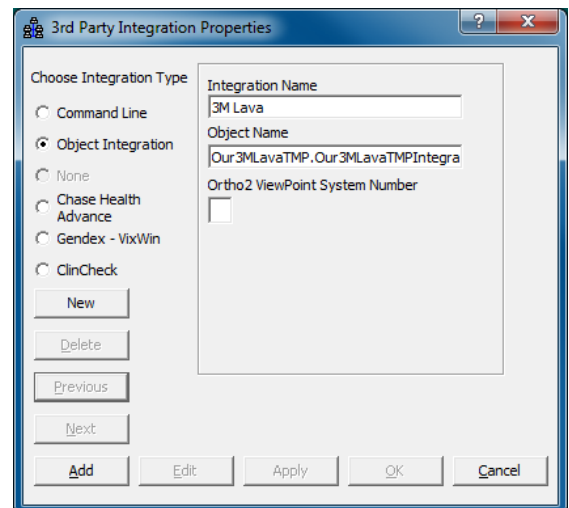 3rd Party Integration Properties
?
X
Choose Integration Type
Command Line
Object Integration
None
Chase Health
Advance
Gendex - VixWin
ClinCheck
Integration Name
3M Lava
Object Name
Our3MLavaTMP.Our3MLavaTMPIntegra
Ortho2 ViewPoint System Number
New
Delete
Previous
Next
Add
Edit
Apply
OK
Cancel